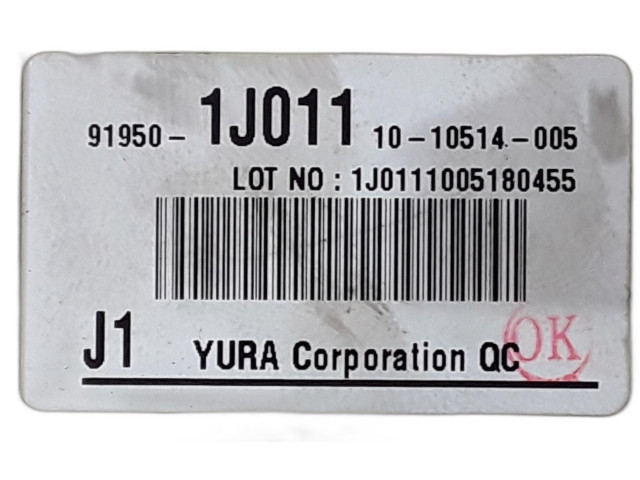 91950- 1J011 10-10514-005
LOT NO : 1J0111005180455
J1 YURA Corporation QC OK